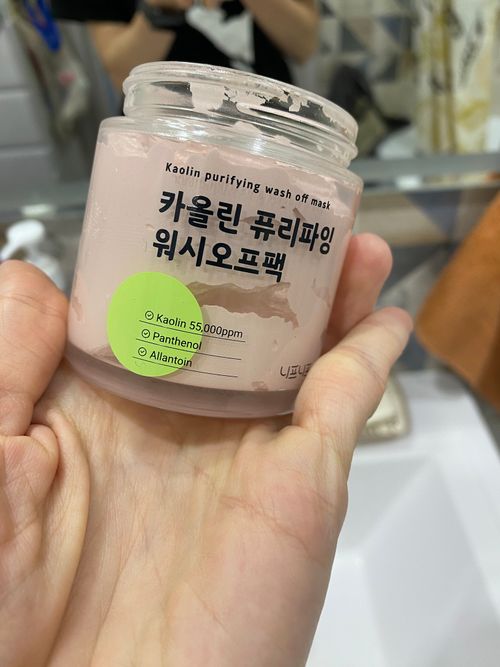 Kaolin purifying wash off mask
카올린 퓨리파잉
워시오프팩
Kaolin 55,000ppm
Panthenol
Allantoin